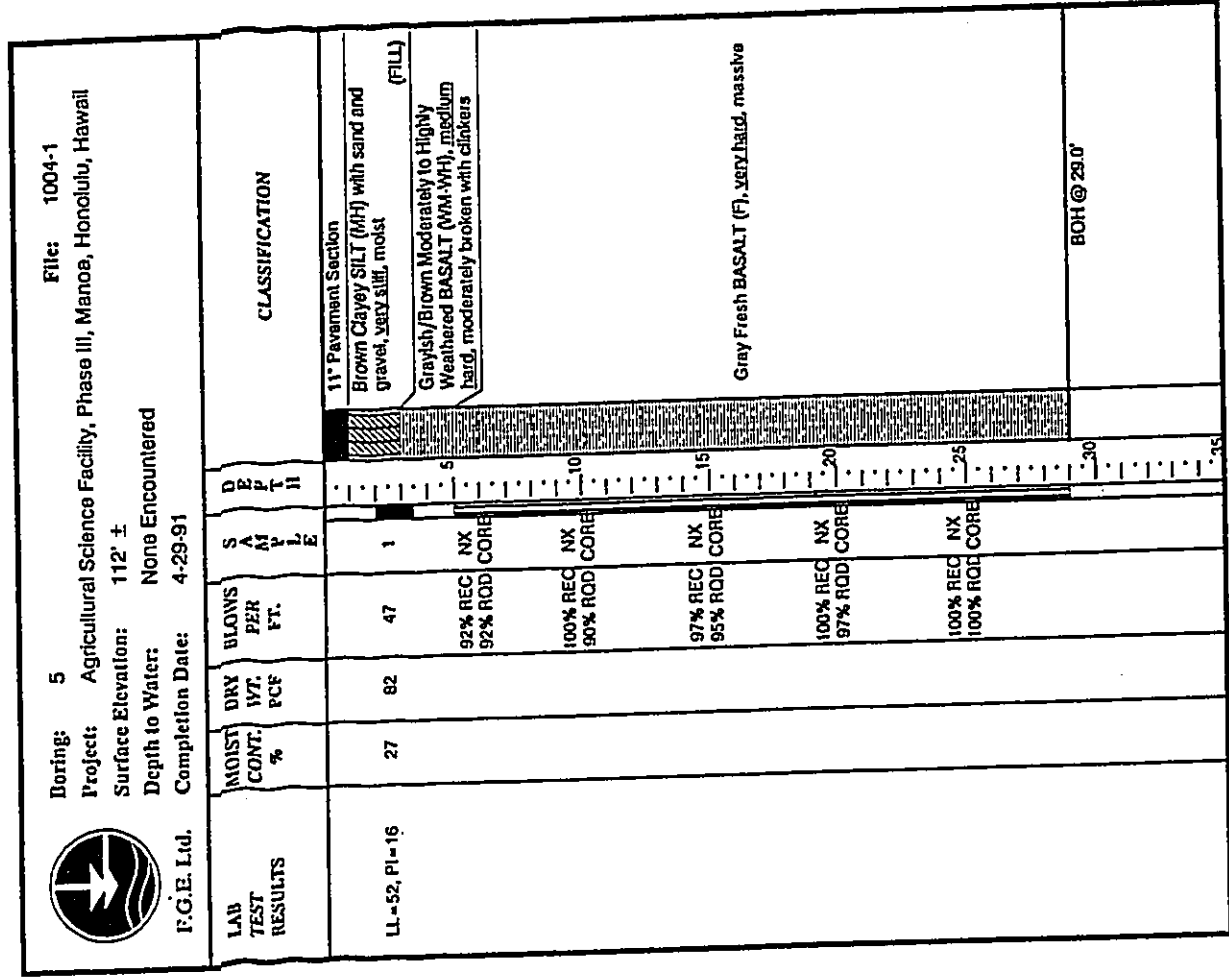 Boring: 5 File: 1004-1
Project: Agricultural Science Facility, Phase III, Manoa, Honolulu, Hawaii
Surface Elevation: 112' ±
Depth to Water: None Encountered
F.G.E. Ltd. Completion Date: 4-29-91
LAB TEST RESULTS
MOIST CONT. %
DRY WT. PCF
BLOWS PER FT.
SAMPLE
DEPTH
CLASSIFICATION
11" Pavement Section
Brown Clayey SILT (MH) with sand and
gravel, very stiff, moist
(FILL)
LL=52, PI=16 27 82 47 1
Grayish/Brown Moderately to Highly
Weathered BASALT (WM-WH), medium
hard, moderately broken with clinkers
5
92% REC NX
92% RQD CORE
10
100% REC NX
90% RQD CORE
Gray Fresh BASALT (F), very hard, massive
15
97% REC NX
95% RQD CORE
20
100% REC NX
97% RQD CORE
25
100% REC NX
100% RQD CORE
BOH @ 29.0'
30
35